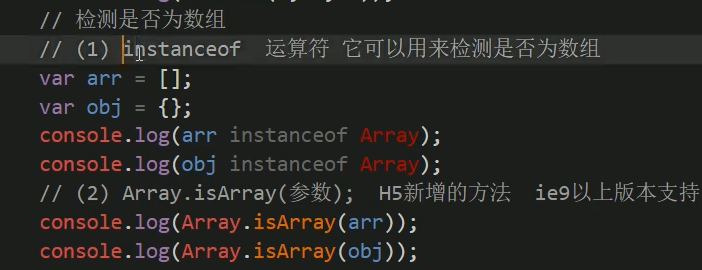 // 检测是否为数组
// (1) instanceof 运算符 它可以用来检测是否为数组
var arr = [];
var obj = {};
console.log(arr instanceof Array);
console.log(obj instanceof Array);
// (2) Array.isArray(参数); H5新增的方法 ie9以上版本支持
console.log(Array.isArray(arr));
console.log(Array.isArray(obj));